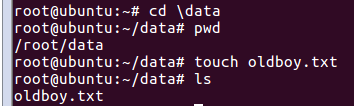 root@ubuntu:~# cd \data
root@ubuntu:~/data# pwd
/root/data
root@ubuntu:~/data# touch oldboy.txt
root@ubuntu:~/data# ls
oldboy.txt